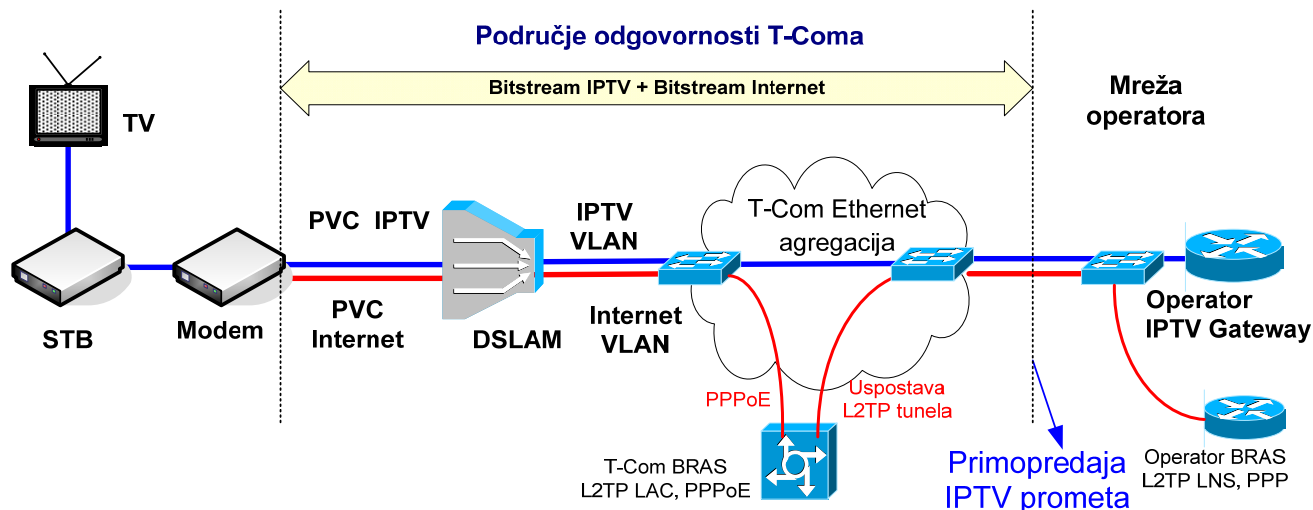 Područje odgovornosti T-Coma
Bitstream IPTV + Bitstream Internet
Mreža
operatora
TV
PVC IPTV
IPTV
VLAN
T-Com Ethernet
agregacija
STB
Modem
PVC
Internet
DSLAM
Internet
VLAN
Operator
IPTV Gateway
PPPoE
Uspostava
L2TP tunela
T-Com BRAS
L2TP LAC, PPPoE
Primopredaja
IPTV prometa
Operator BRAS
L2TP LNS, PPP